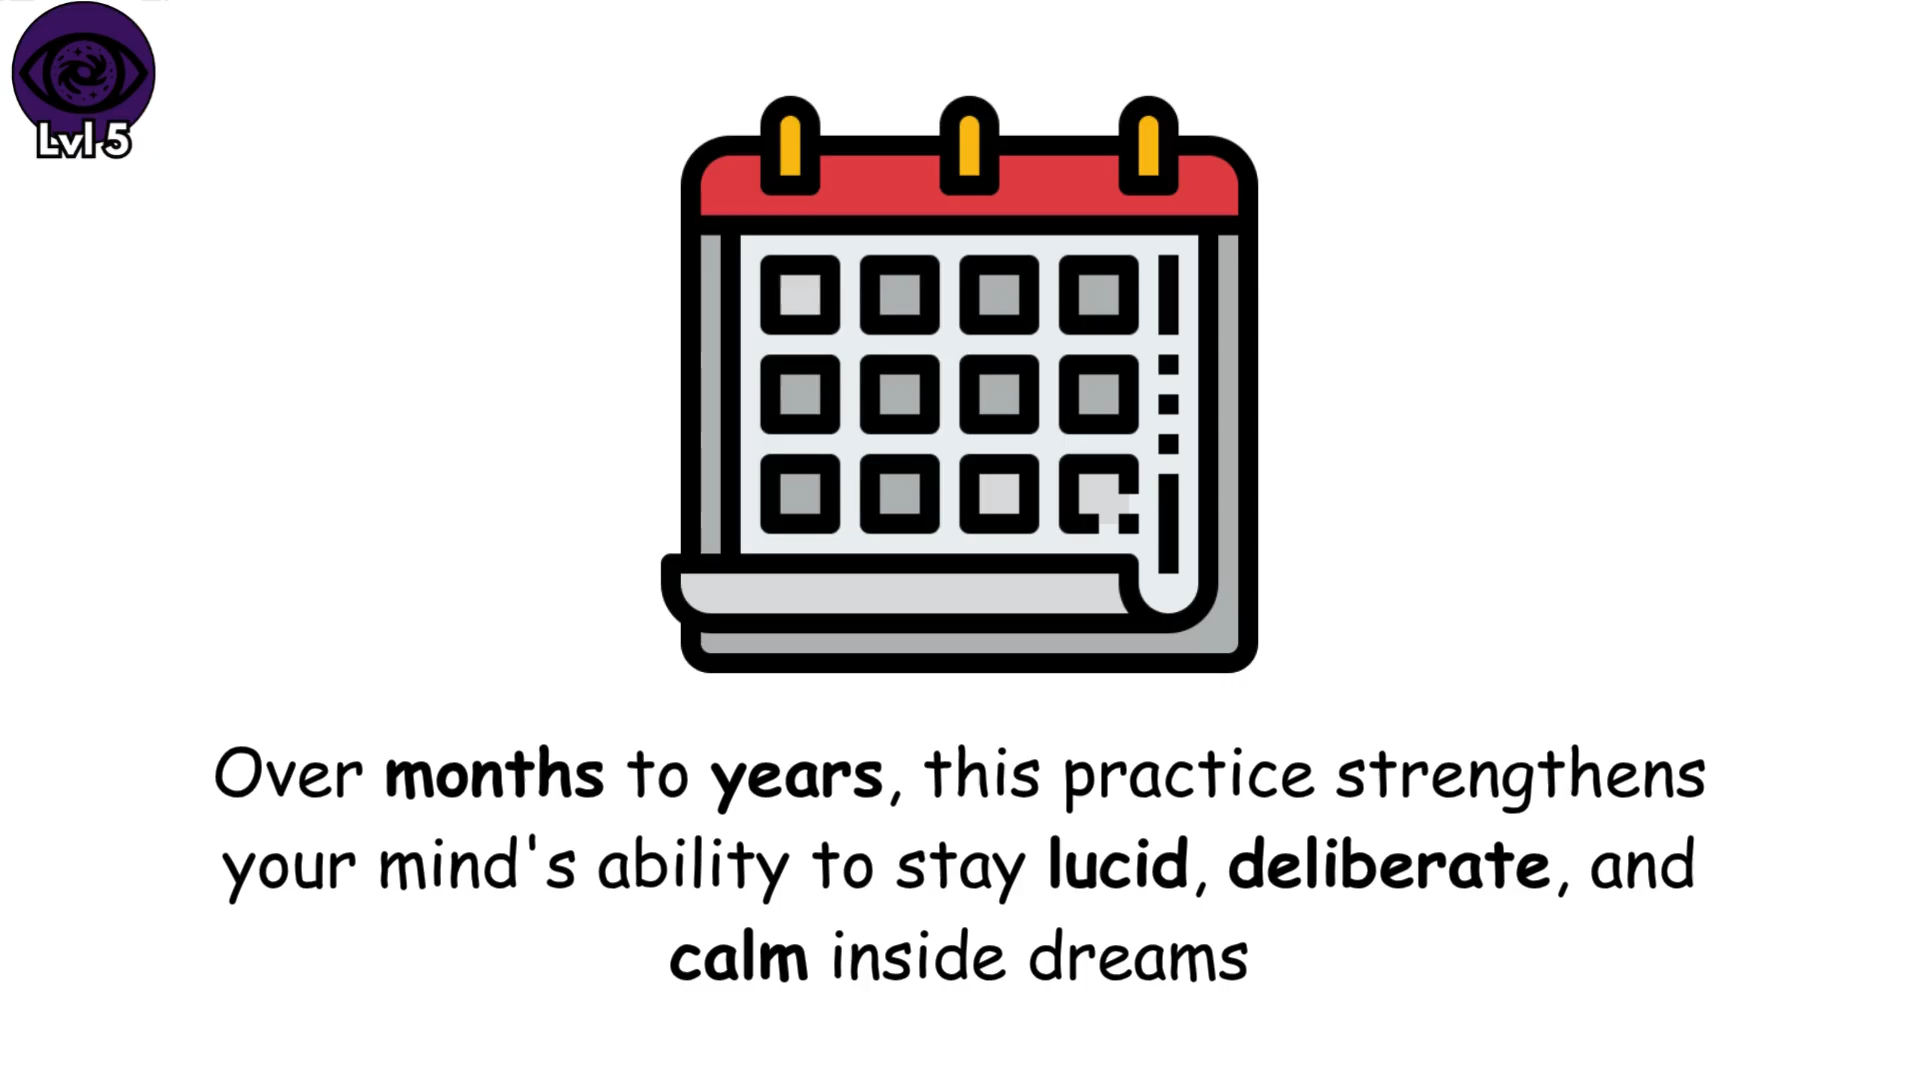 Lvl 5
Over months to years, this practice strengthens
your mind's ability to stay lucid, deliberate, and
calm inside dreams